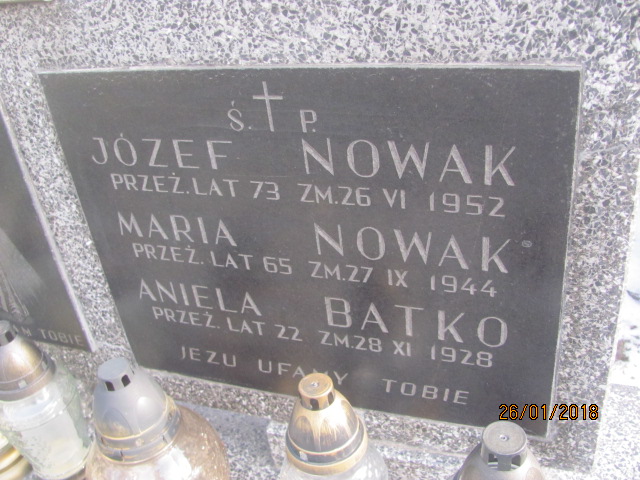 Ś. P.
JÓZEF NOWAK
PRZEŻ. LAT 73 ZM. 26 VI 1952
MARIA NOWAK
PRZEŻ. LAT 65 ZM. 27 IX 1944
ANIELA BATKO
PRZEŻ. LAT 22 ZM. 28 XI 1928
JEZU UFAMY TOBIE
TOBIE
26/01/2018